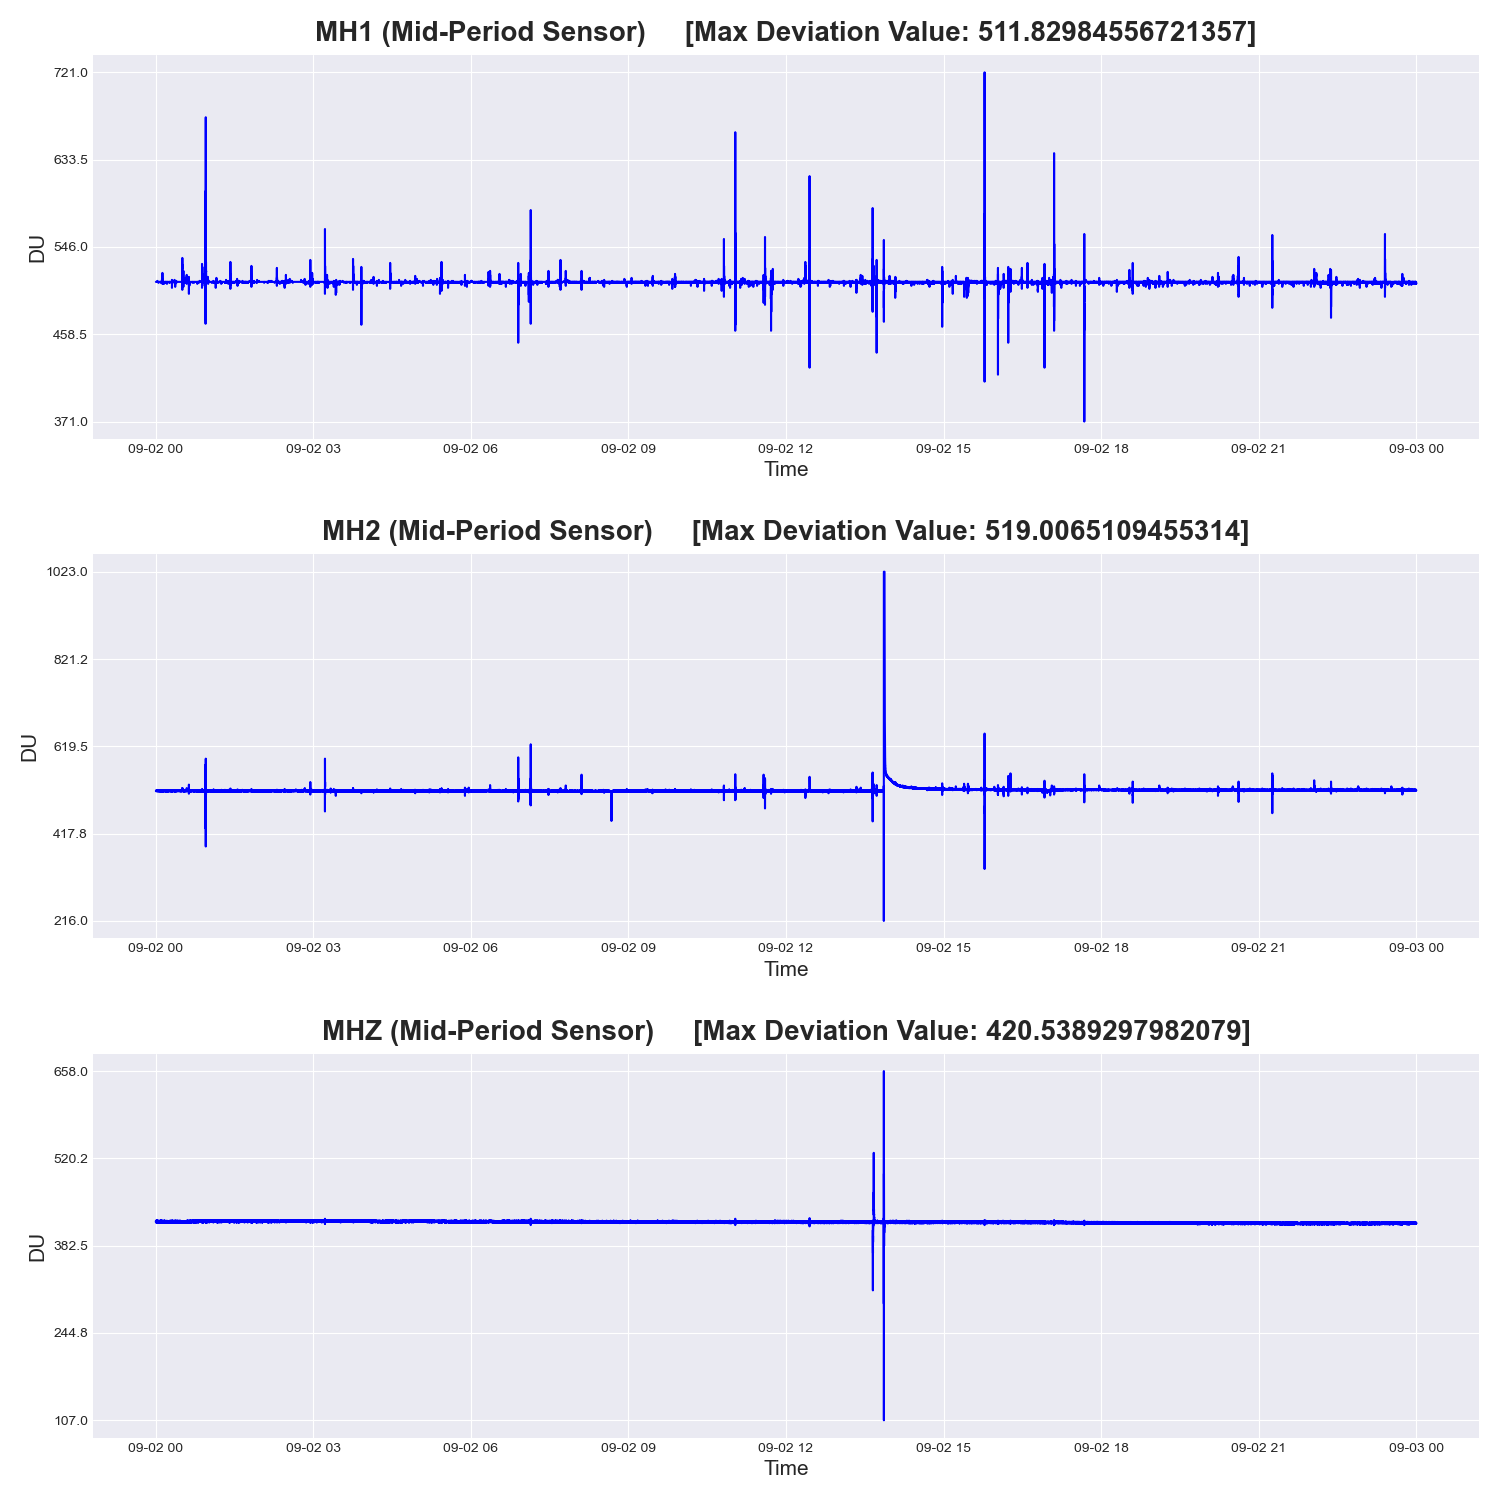 MH1 (Mid-Period Sensor) [Max Deviation Value: 511.82984556721357]
721.0
633.5
546.0
458.5
371.0
DU
09-02 00 09-02 03 09-02 06 09-02 09 09-02 12 09-02 15 09-02 18 09-02 21 09-03 00
Time
MH2 (Mid-Period Sensor) [Max Deviation Value: 519.0065109455314]
1023.0
821.2
619.5
417.8
216.0
DU
09-02 00 09-02 03 09-02 06 09-02 09 09-02 12 09-02 15 09-02 18 09-02 21 09-03 00
Time
MHZ (Mid-Period Sensor) [Max Deviation Value: 420.5389297982079]
658.0
520.2
382.5
244.8
107.0
DU
09-02 00 09-02 03 09-02 06 09-02 09 09-02 12 09-02 15 09-02 18 09-02 21 09-03 00
Time